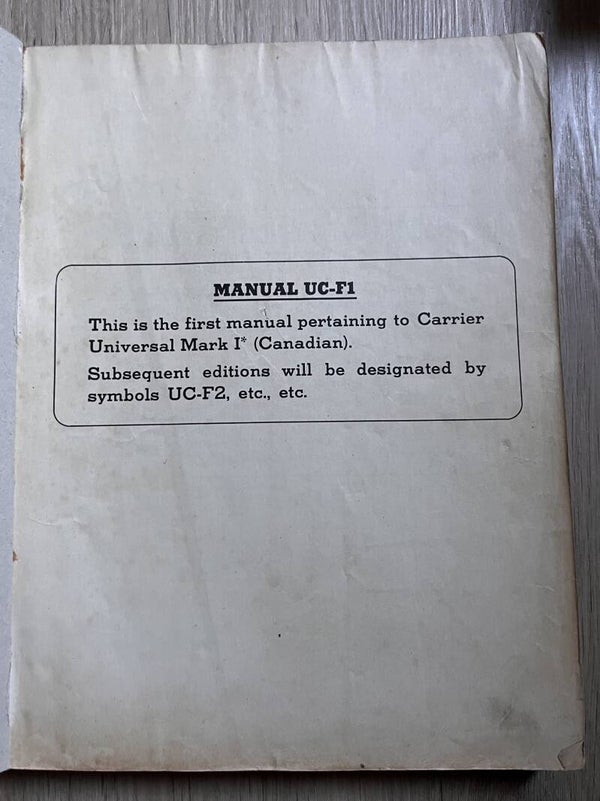 MANUAL UC-F1
This is the first manual pertaining to Carrier
Universal Mark I* (Canadian).
Subsequent editions will be designated by
symbols UC-F2, etc., etc.